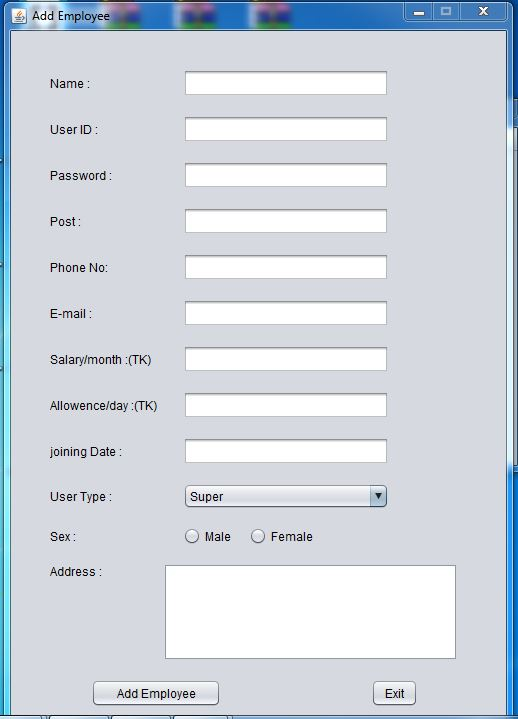 Add Employee
Name :
User ID :
Password :
Post :
Phone No:
E-mail :
Salary/month :(TK)
Allowence/day :(TK)
joining Date :
User Type : Super
Sex : Male Female
Address :
Add Employee Exit